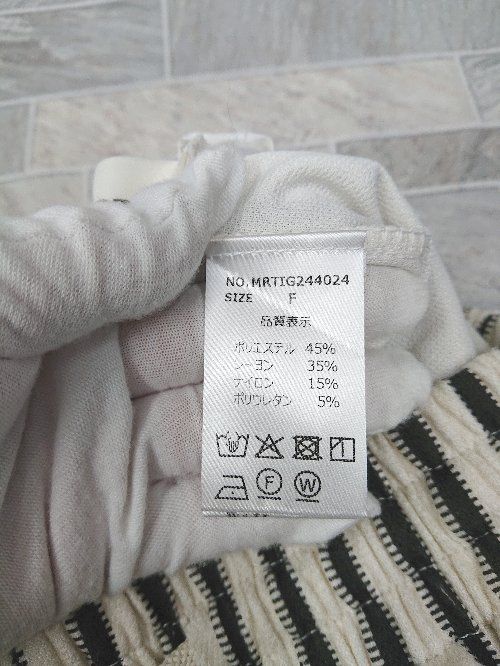 NO.MRTIG244024
SIZE F
品質表示
ポリエステル 45%
レーヨン 35%
ナイロン 15%
ポリウレタン 5%
F W